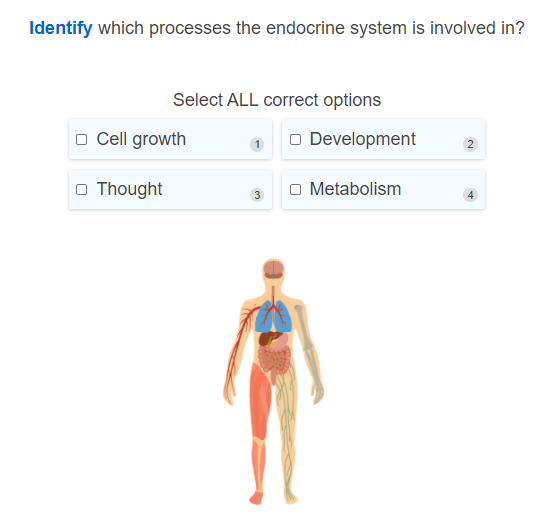 Identify which processes the endocrine system is involved in?
Select ALL correct options
Cell growth 1
Development 2
Thought 3
Metabolism 4